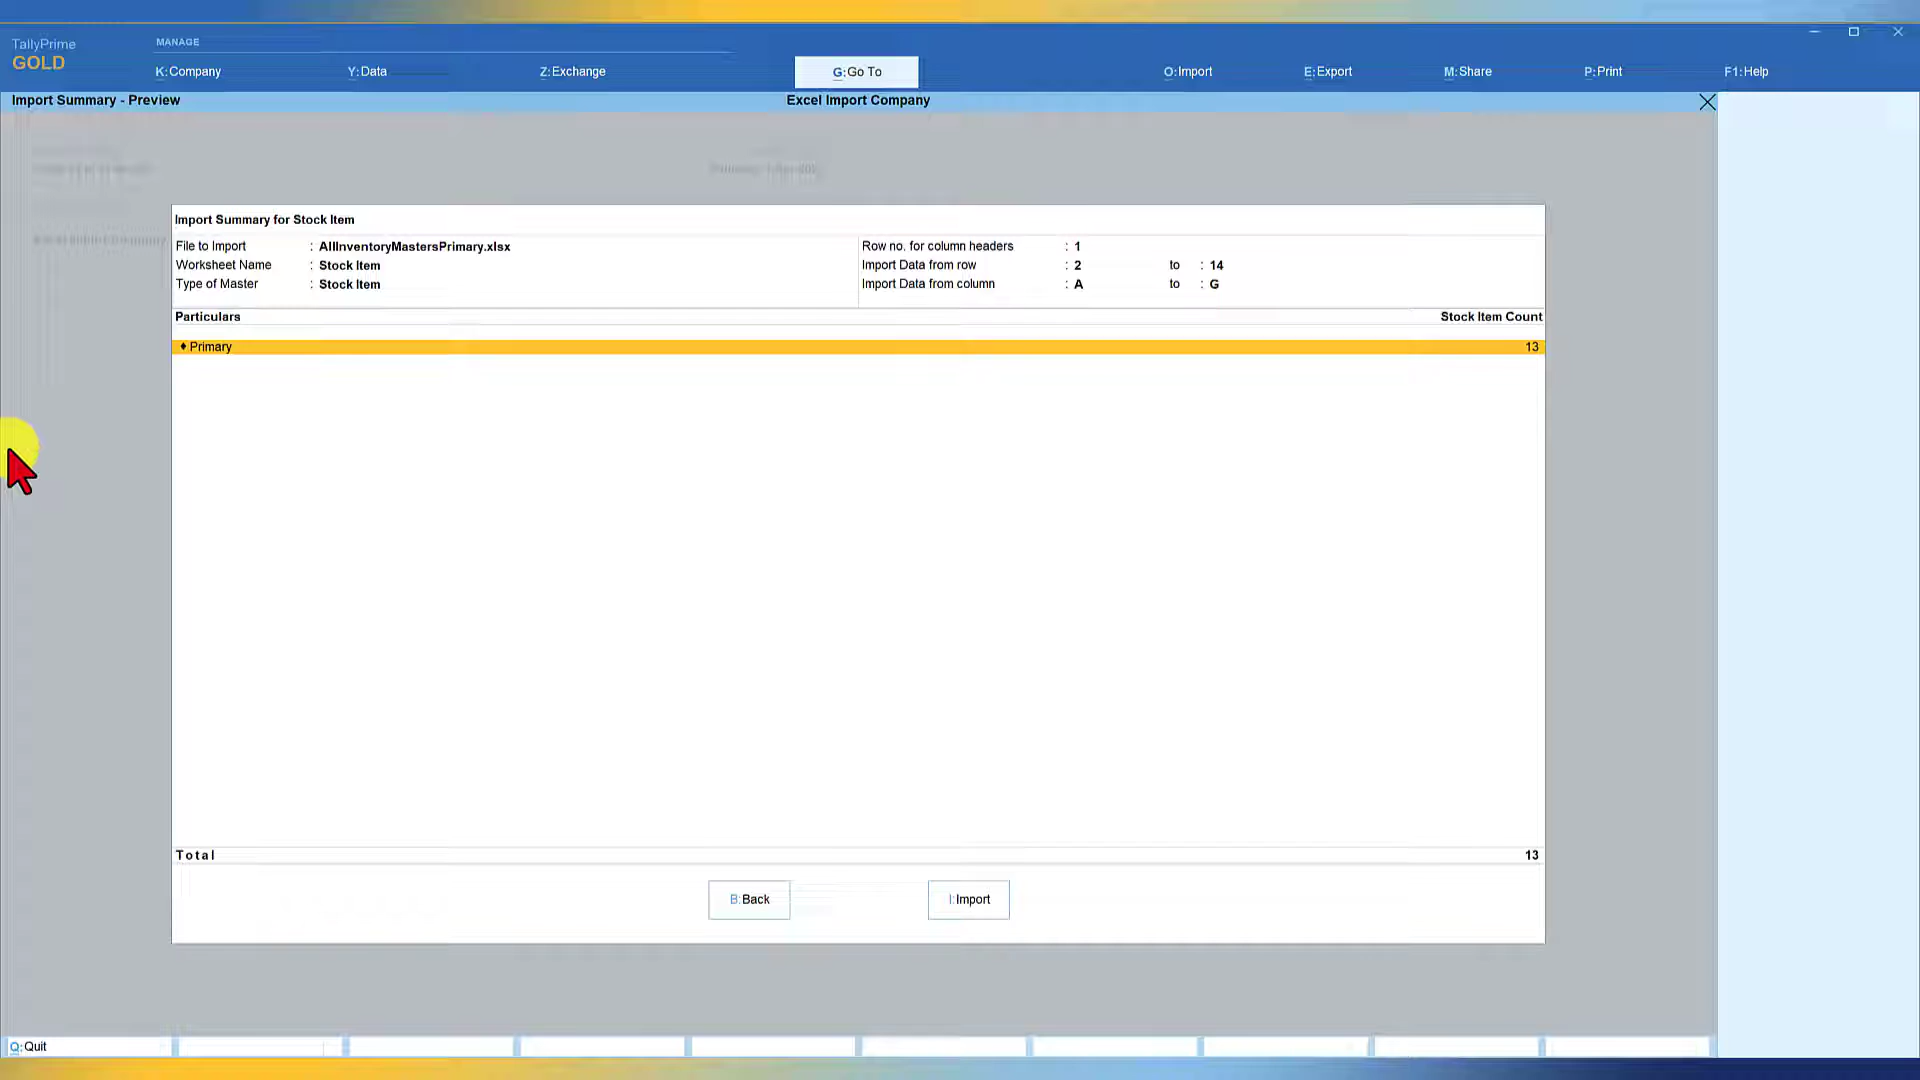 TallyPrime
GOLD
MANAGE
K:Company
Y:Data
Z:Exchange
G:Go To
O:Import
E:Export
M:Share
P:Print
F1:Help
Import Summary - Preview
Excel Import Company
Import Summary for Stock Item
File to Import : AllInventoryMastersPrimary.xlsx
Worksheet Name : Stock Item
Type of Master : Stock Item
Row no. for column headers : 1
Import Data from row : 2 to : 14
Import Data from column : A to : G
Particulars Stock Item Count
♦ Primary 13
Total 13
B:Back
I:Import
Q:Quit